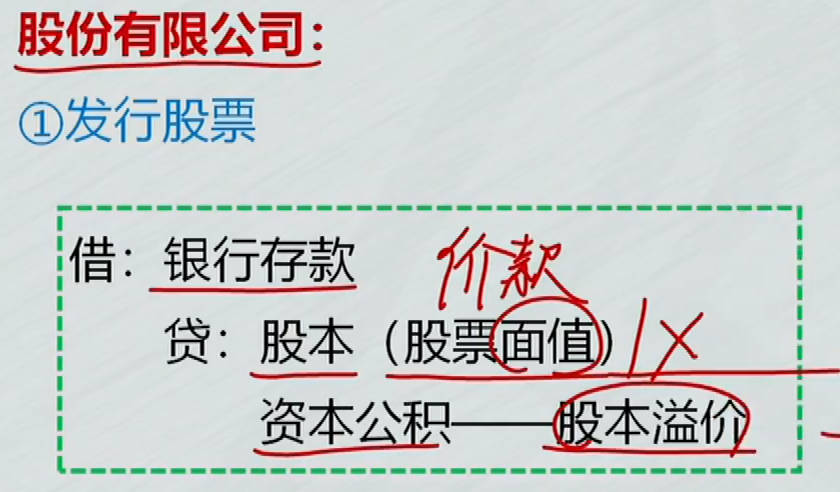 股份有限公司：
①发行股票
借：银行存款 价款
贷：股本（股票面值）1×
资本公积——股本溢价